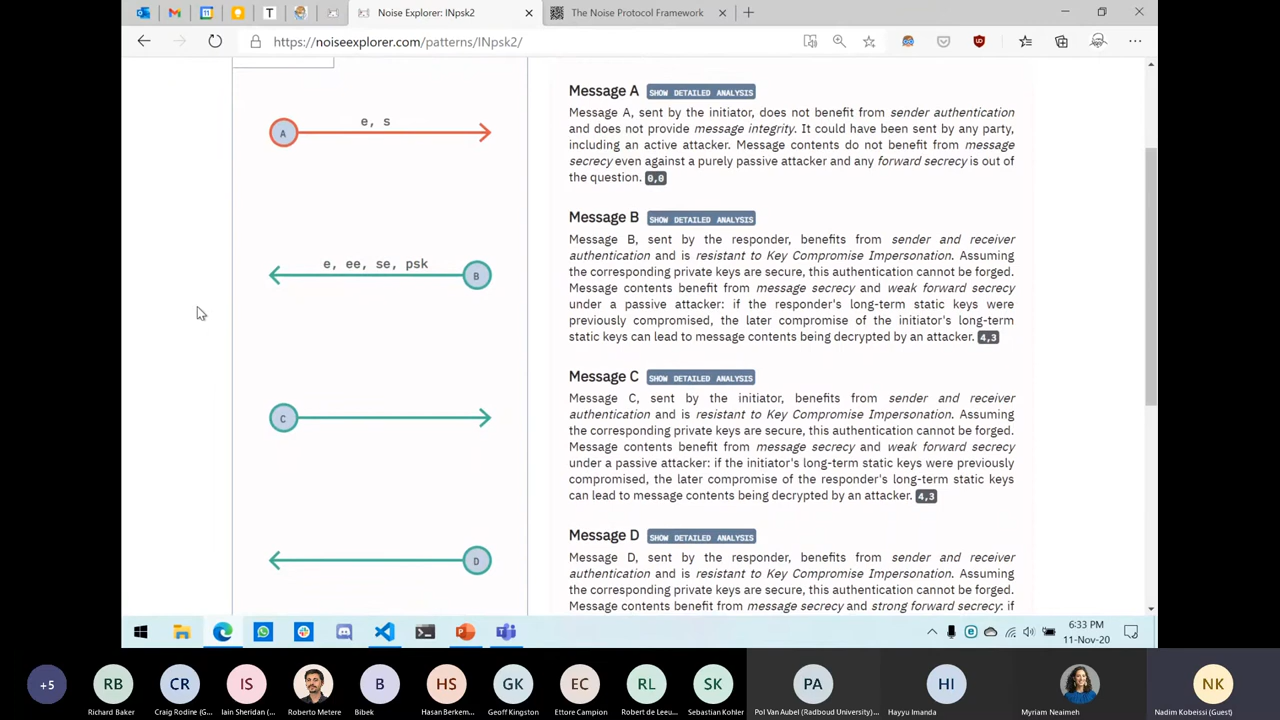 Noise Explorer: INpsk2
The Noise Protocol Framework
https://noiseexplorer.com/patterns/INpsk2/
A
e, s
e, ee, se, psk
B
C
D
Message A SHOW DETAILED ANALYSIS
Message A, sent by the initiator, does not benefit from sender authentication
and does not provide message integrity. It could have been sent by any party,
including an active attacker. Message contents do not benefit from message
secrecy even against a purely passive attacker and any forward secrecy is out of
the question. 0,0
Message B SHOW DETAILED ANALYSIS
Message B, sent by the responder, benefits from sender and receiver
authentication and is resistant to Key Compromise Impersonation. Assuming
the corresponding private keys are secure, this authentication cannot be forged.
Message contents benefit from message secrecy and weak forward secrecy
under a passive attacker: if the responder's long-term static keys were
previously compromised, the later compromise of the initiator's long-term
static keys can lead to message contents being decrypted by an attacker. 4,3
Message C SHOW DETAILED ANALYSIS
Message C, sent by the initiator, benefits from sender and receiver
authentication and is resistant to Key Compromise Impersonation. Assuming
the corresponding private keys are secure, this authentication cannot be forged.
Message contents benefit from message secrecy and weak forward secrecy
under a passive attacker: if the initiator's long-term static keys were previously
compromised, the later compromise of the responder's long-term static keys
can lead to message contents being decrypted by an attacker. 4,3
Message D SHOW DETAILED ANALYSIS
Message D, sent by the responder, benefits from sender and receiver
authentication and is resistant to Key Compromise Impersonation. Assuming
the corresponding private keys are secure, this authentication cannot be forged.
Message contents benefit from message secrecy and strong forward secrecy: if
6:33 PM
11-Nov-20
+5
RB
CR
IS
B
HS
GK
EC
RL
SK
PA
HI
NK
Richard Baker
Craig Rodine (G...
Iain Sheridan (...
Roberto Metere
Bibek
Hasan Berkem...
Geoff Kingston
Ettore Campion
Robert de Leeu...
Sebastian Kohler
Pol Van Aubel (Radboud University)...
Hayyu Imanda
Myriam Neaimeh
Nadim Kobeissi (Guest)